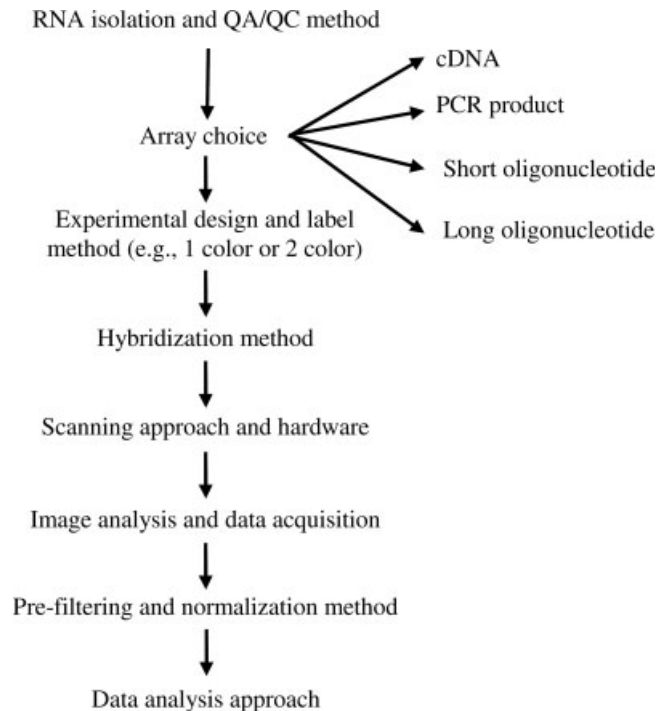 RNA isolation and QA/QC method
cDNA
PCR product
Array choice
Short oligonucleotide
Long oligonucleotide
Experimental design and label
method (e.g., 1 color or 2 color)
Hybridization method
Scanning approach and hardware
Image analysis and data acquisition
Pre-filtering and normalization method
Data analysis approach